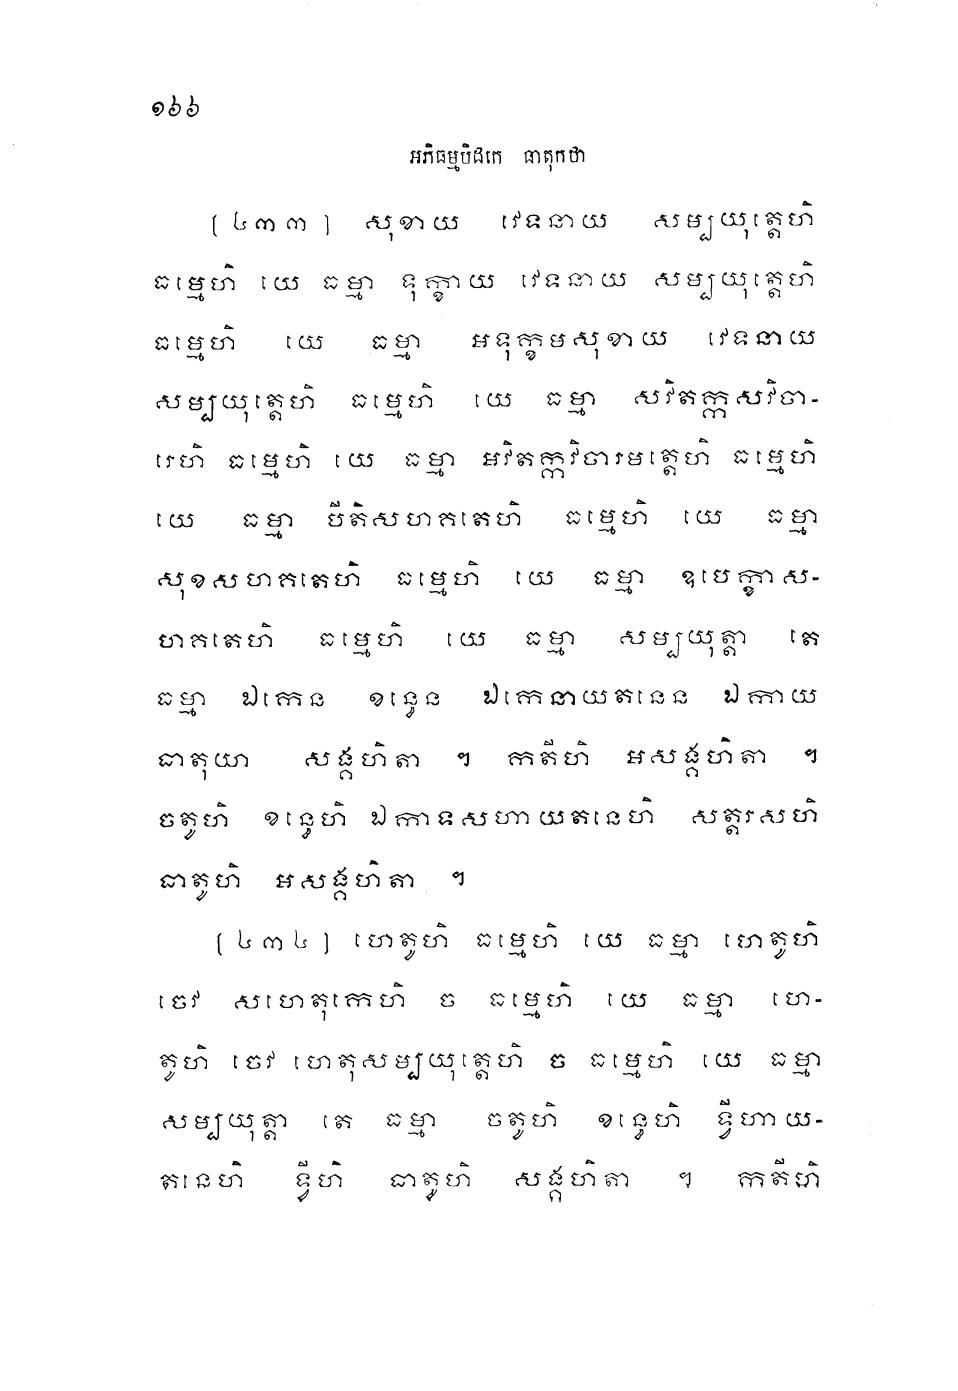 ១៦៦
អភិធម្មបិដកេ ធាតុកថា
[៤៣៣] សុខាយ វេទនាយ សម្បយុត្តេហិ
ធម្មេហិ យេ ធម្មា ទុក្ខាយ វេទនាយ សម្បយុត្តេហិ
ធម្មេហិ យេ ធម្មា អទុក្ខមសុខាយ វេទនាយ
សម្បយុត្តេហិ ធម្មេហិ យេ ធម្មា សវិតក្កសវិចា-
រេហិ ធម្មេហិ យេ ធម្មា អវិតក្កវិចារមត្តេហិ ធម្មេហិ
យេ ធម្មា បីតិសហគតេហិ ធម្មេហិ យេ ធម្មា
សុខសហគតេហិ ធម្មេហិ យេ ធម្មា ឧបេក្ខាស-
ហគតេហិ ធម្មេហិ យេ ធម្មា សម្បយុត្តា តេ
ធម្មា ឯកេន ខន្ធេន ឯកេនាយតនេន ឯកាយ
ធាតុយា សង្គហិតា ។ កតីហិ អសង្គហិតា ។
ចតូហិ ខន្ធេហិ ឯកាទសហាយតនេហិ សត្តរសហិ
ធាតូហិ អសង្គហិតា ។
[៤៣៤] ហេតូហិ ធម្មេហិ យេ ធម្មា ហេតូហិ
ចេវ សហេតុកេហិ ច ធម្មេហិ យេ ធម្មា ហេ-
តូហិ ចេវ ហេតុសម្បយុត្តេហិ ច ធម្មេហិ យេ ធម្មា
សម្បយុត្តា តេ ធម្មា ចតូហិ ខន្ធេហិ ទ្វីហាយ-
តនេហិ ទ្វីហិ ធាតូហិ សង្គហិតា ។ កតីហិ